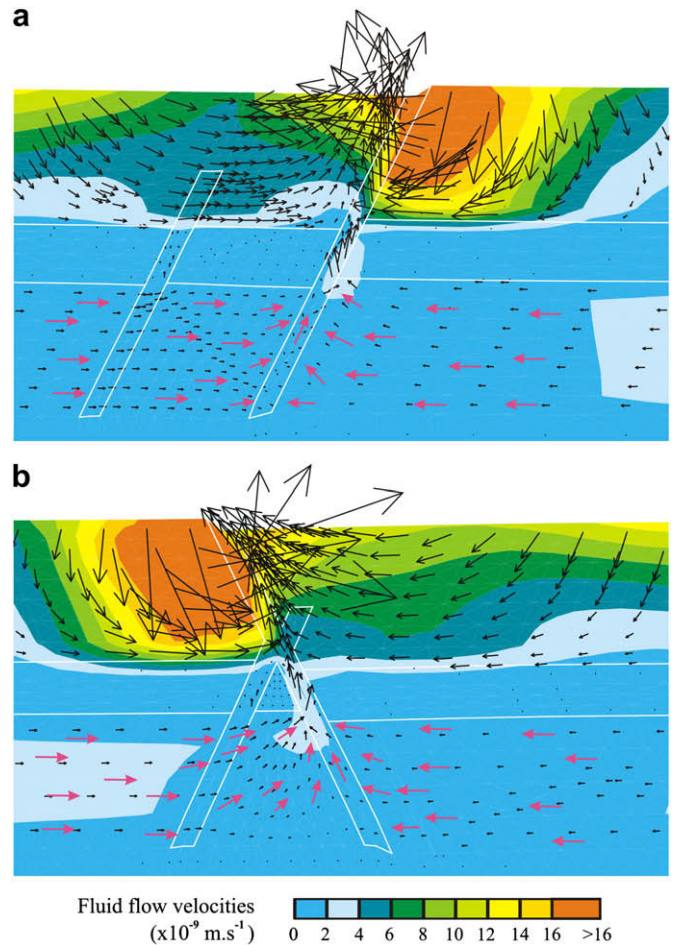 a
b
Fluid flow velocities
(x10⁻⁹ m.s⁻¹)
0 2 4 6 8 10 12 14 16 >16